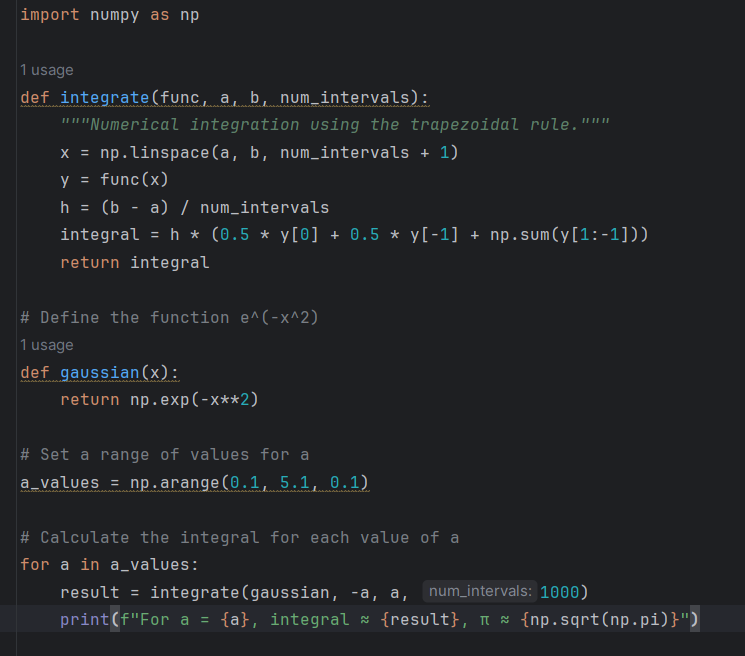 import numpy as np
1 usage
def integrate(func, a, b, num_intervals):
"""Numerical integration using the trapezoidal rule."""
x = np.linspace(a, b, num_intervals + 1)
y = func(x)
h = (b - a) / num_intervals
integral = h * (0.5 * y[0] + 0.5 * y[-1] + np.sum(y[1:-1]))
return integral
# Define the function e^(-x^2)
1 usage
def gaussian(x):
return np.exp(-x**2)
# Set a range of values for a
a_values = np.arange(0.1, 5.1, 0.1)
# Calculate the integral for each value of a
for a in a_values:
result = integrate(gaussian, -a, a, num_intervals: 1000)
print(f"For a = {a}, integral ≈ {result}, π ≈ {np.sqrt(np.pi)}")